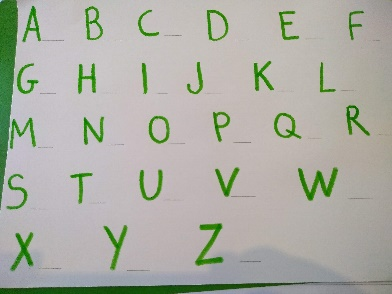 A B C D E F
G H I J K L
M N O P Q R
S T U V W
X Y Z